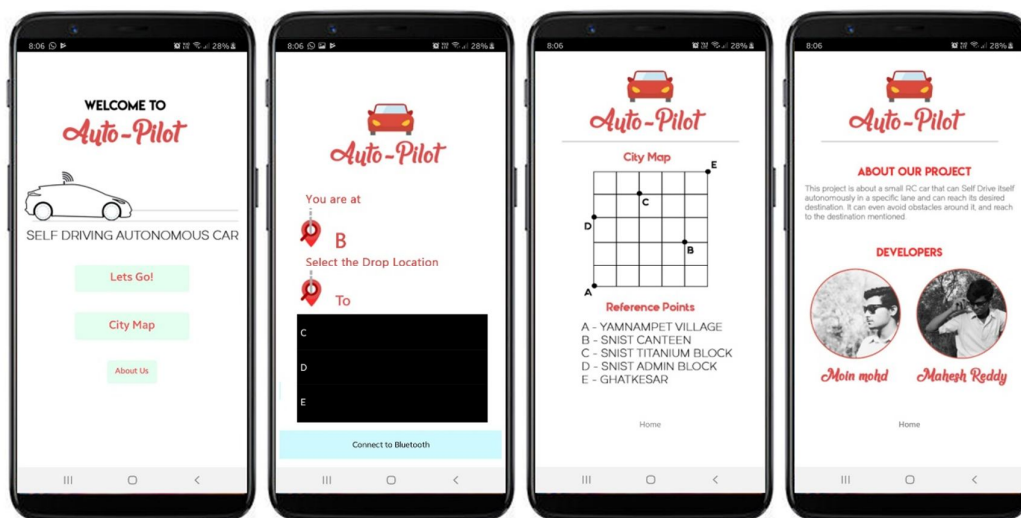 8:06
28%
WELCOME TO
Auto-Pilot
SELF DRIVING AUTONOMOUS CAR
Lets Go!
City Map
About Us
8:06
28%
Auto-Pilot
You are at
B
Select the Drop Location
To
C
D
E
Connect to Bluetooth
8:06
28%
Auto-Pilot
City Map
E
C
D
B
A
Reference Points
A - YAMNAMPET VILLAGE
B - SNIST CANTEEN
C - SNIST TITANIUM BLOCK
D - SNIST ADMIN BLOCK
E - GHATKESAR
Home
8:06
28%
Auto-Pilot
ABOUT OUR PROJECT
This project is about a small RC car that can Self Drive itself
autonomously in a specific lane and can reach its desired
destination. It can even avoid obstacles around it, and reach
to the destination mentioned.
DEVELOPERS
Moin mohd Mahesh Reddy
Home